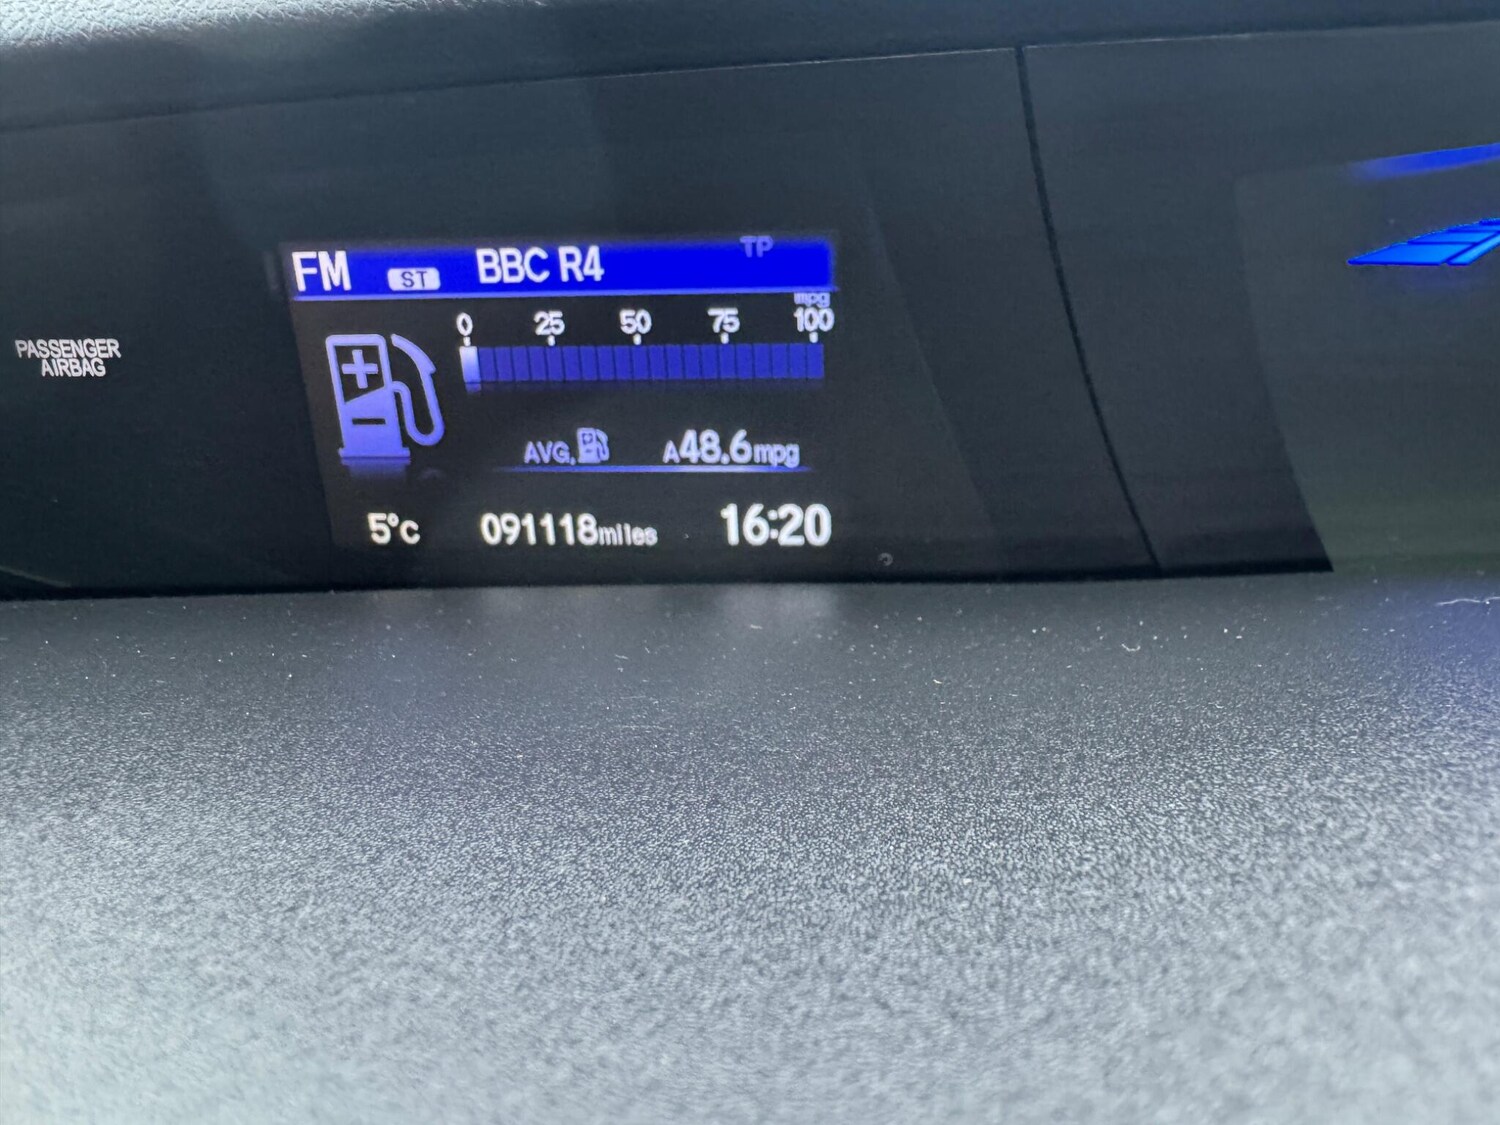 FM ST BBC R4 TP
mpg
0 25 50 75 100
PASSENGER
AIRBAG
AVG. A48.6mpg
5°C 091118miles 16:20